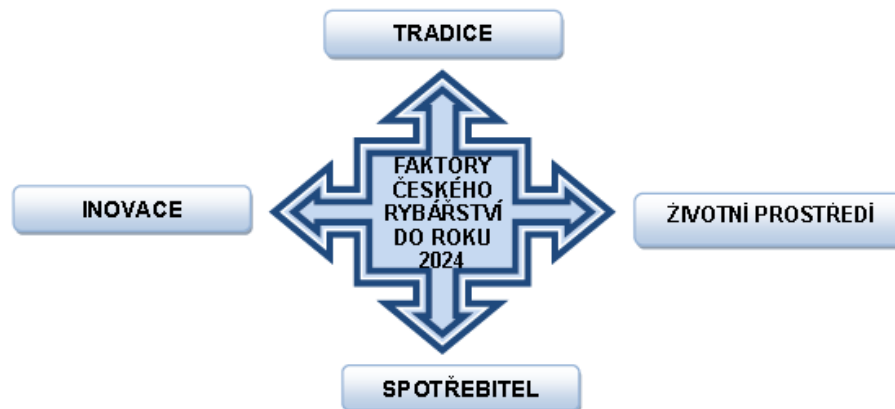 TRADICE
FAKTORY
ČESKÉHO
RYBÁŘSTVÍ
DO ROKU
2024
INOVACE
ŽIVOTNÍ PROSTŘEDÍ
SPOTŘEBITEL